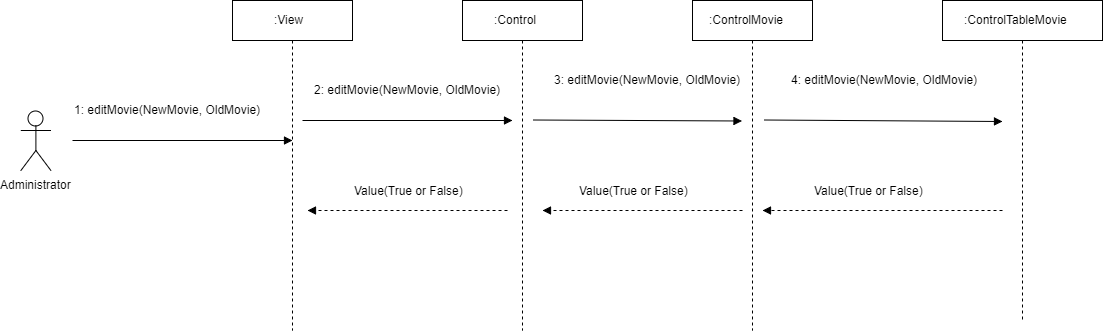 :View
:Control
:ControlMovie
:ControlTableMovie
1: editMovie(NewMovie, OldMovie)
2: editMovie(NewMovie, OldMovie)
3: editMovie(NewMovie, OldMovie)
4: editMovie(NewMovie, OldMovie)
Administrator
Value(True or False)
Value(True or False)
Value(True or False)